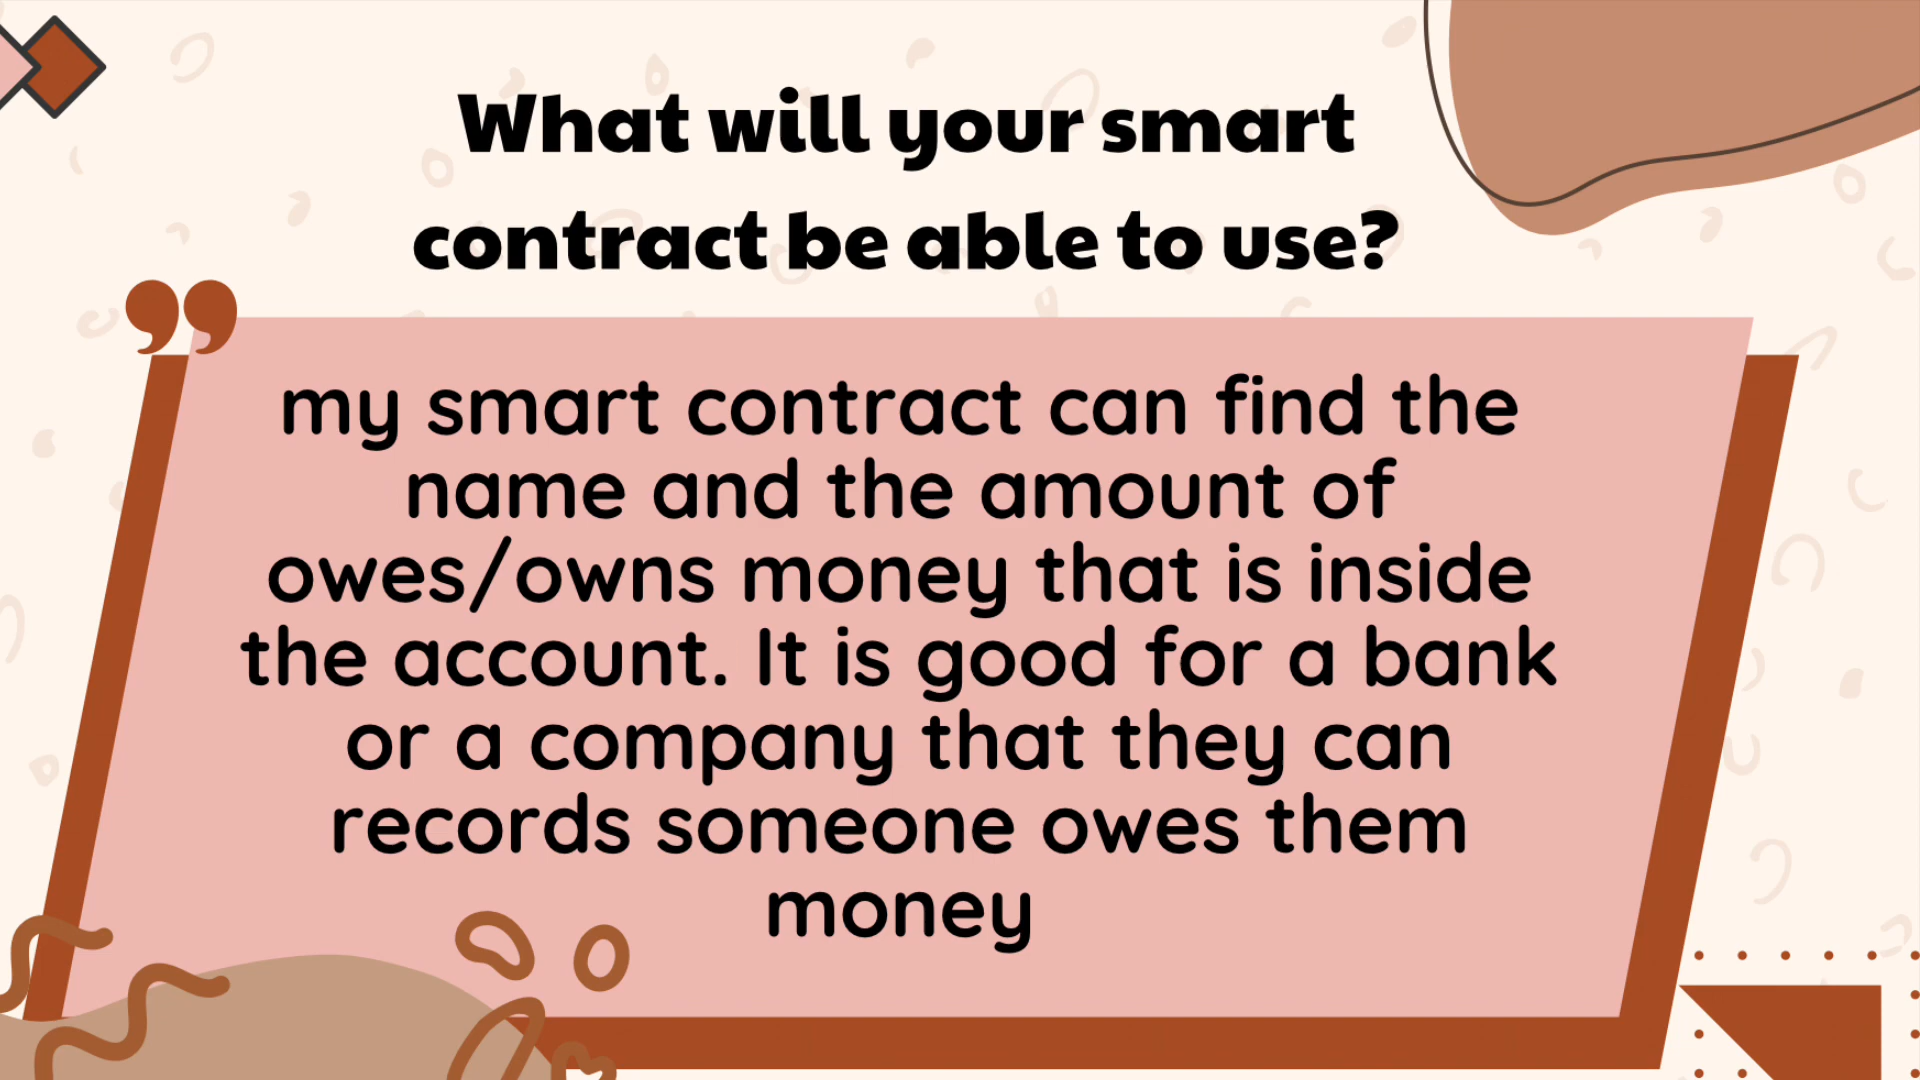 What will your smart
contract be able to use?
my smart contract can find the
name and the amount of
owes/owns money that is inside
the account. It is good for a bank
or a company that they can
records someone owes them
money